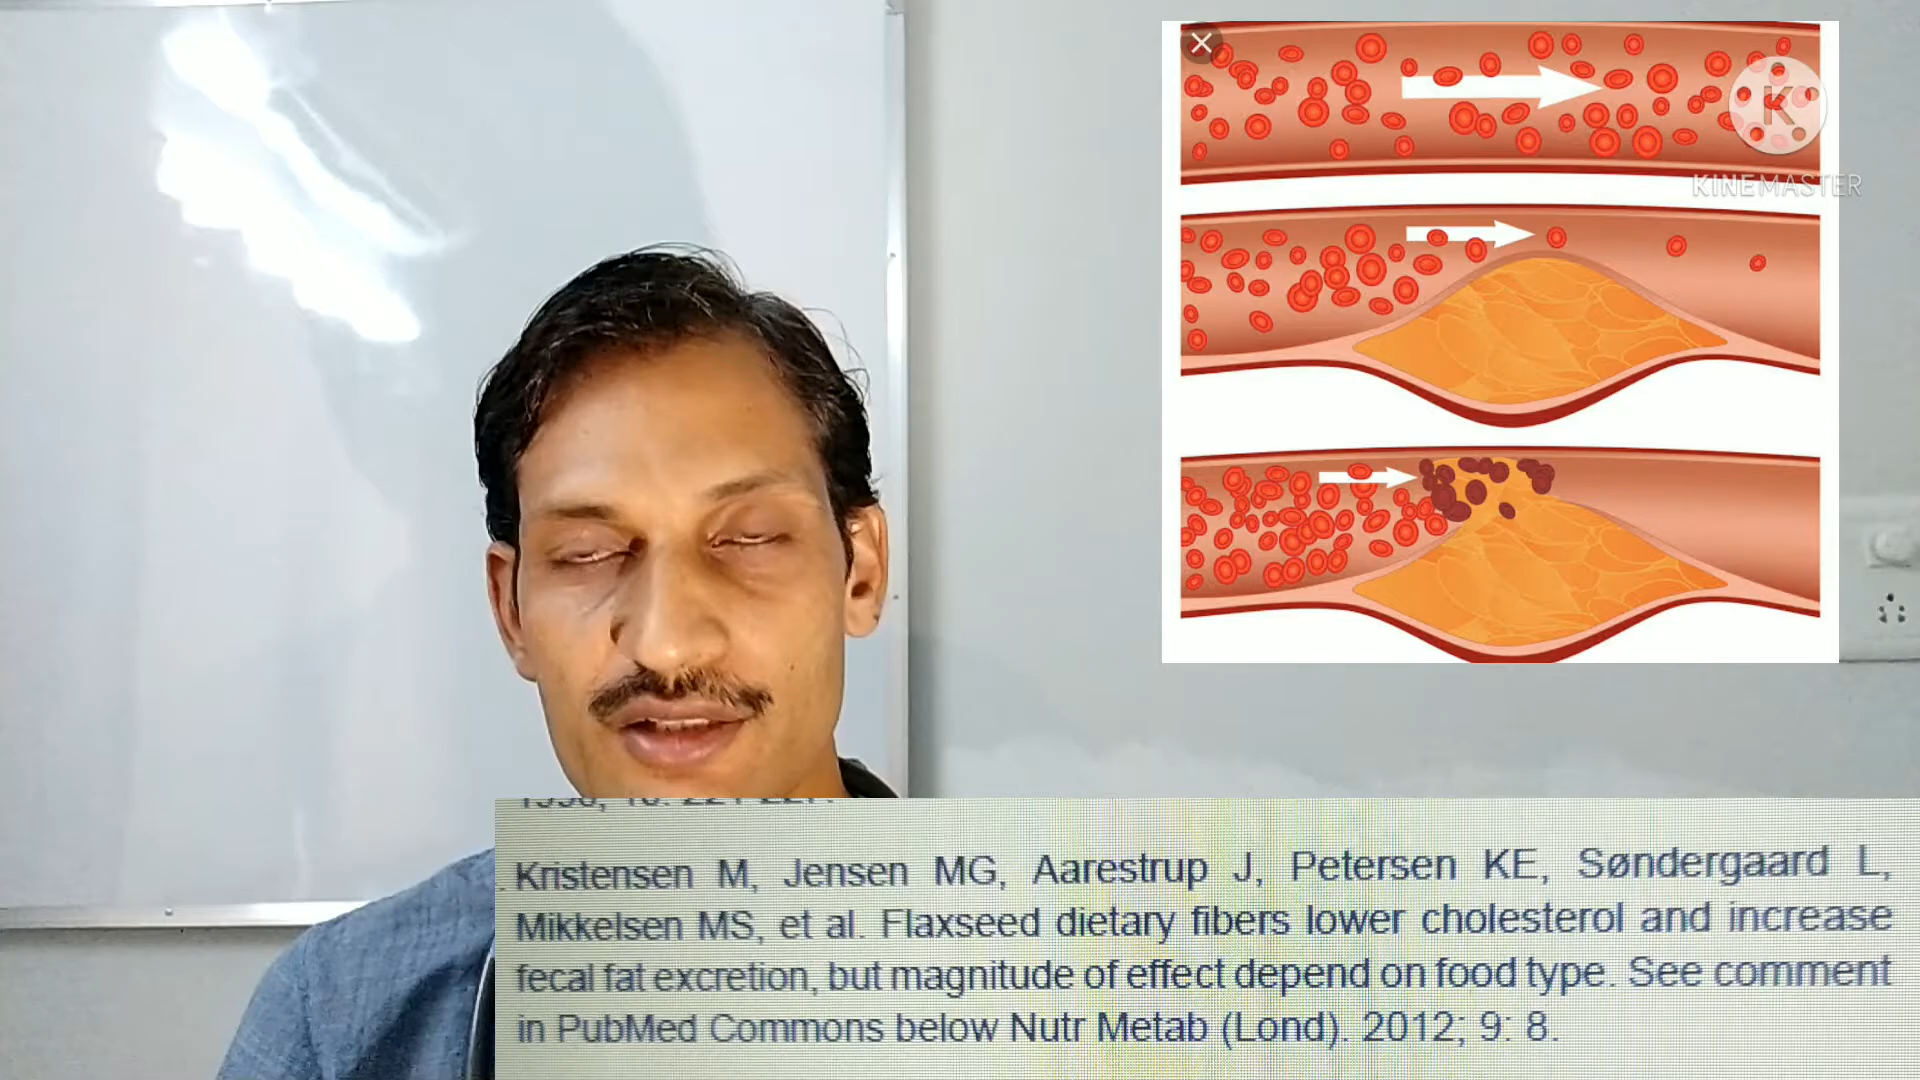 K
KINEMASTER
Kristensen M, Jensen MG, Aarestrup J, Petersen KE, Søndergaard L,
Mikkelsen MS, et al. Flaxseed dietary fibers lower cholesterol and increase
fecal fat excretion, but magnitude of effect depend on food type. See comment
in PubMed Commons below Nutr Metab (Lond). 2012; 9: 8.